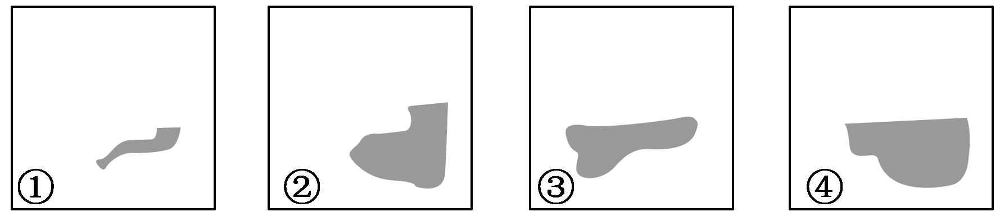 ① ② ③ ④